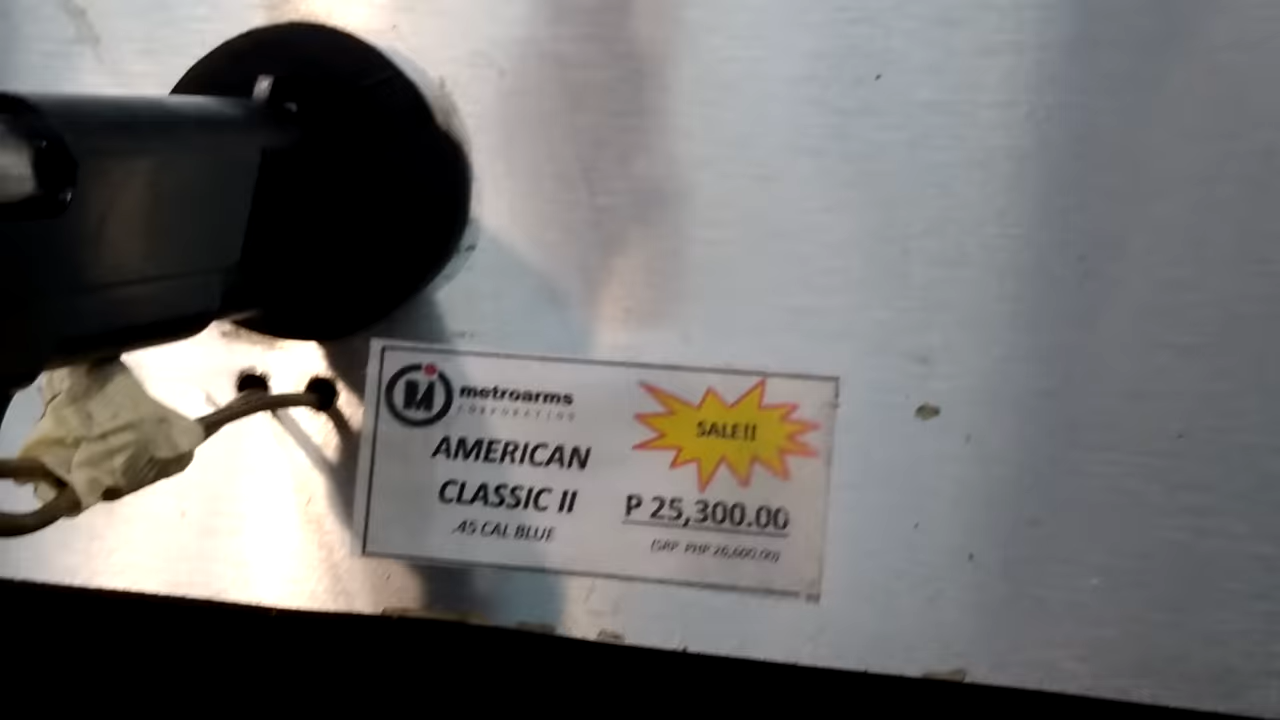 metroarms
CORPORATION
AMERICAN
CLASSIC II
.45 CAL BLUE
SALE!!
P 25,300.00
(SRP PHP 26,600.00)